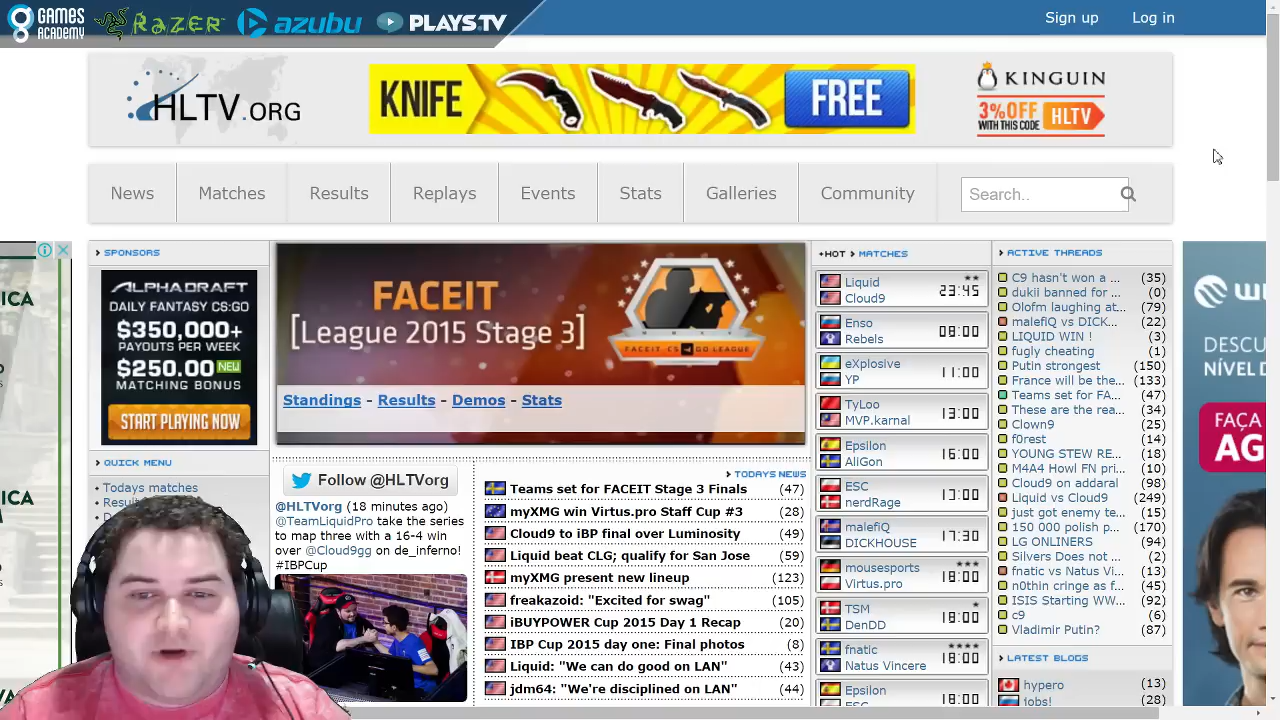 GAMES ACADEMY RAZER azubu PLAYS.TV
Sign up Log in
HLTV.ORG
KNIFE FREE
KINGUIN
3%OFF WITH THIS CODE HLTV
News Matches Results Replays Events Stats Galleries Community Search..
SPONSORS
ALPHADRAFT
DAILY FANTASY CS:GO
$350,000+
PAYOUTS PER WEEK
$250.00 NEW
MATCHING BONUS
START PLAYING NOW
QUICK MENU
Todays matches
FACEIT
[League 2015 Stage 3]
FACEIT CS GO LEAGUE
Standings - Results - Demos - Stats
Follow @HLTVorg
@HLTVorg (18 minutes ago)
@TeamLiquidPro take the series
to map three with a 16-4 win
over @Cloud9gg on de_inferno!
#IBPCup
TODAYS NEWS
Teams set for FACEIT Stage 3 Finals (47)
myXMG win Virtus.pro Staff Cup #3 (28)
Cloud9 to iBP final over Luminosity (49)
Liquid beat CLG; qualify for San Jose (59)
myXMG present new lineup (123)
freakazoid: "Excited for swag" (105)
iBUYPOWER Cup 2015 Day 1 Recap (20)
IBP Cup 2015 day one: Final photos (8)
Liquid: "We can do good on LAN" (43)
jdm64: "We're disciplined on LAN" (44)
HOT MATCHES
Liquid
Cloud9 23:45
Enso
Rebels 08:00
eXplosive
YP 11:00
TyLoo
MVP.karnal 13:00
Epsilon
AliGon 16:00
ESC
nerdRage 17:00
malefiQ
DICKHOUSE 17:30
mousesports
Virtus.pro 18:00
TSM
DenDD 18:00
fnatic
Natus Vincere 18:00
Epsilon
ESC 18:00
ACTIVE THREADS
C9 hasn't won a ... (35)
dukii banned for ... (0)
Olofm laughing at... (79)
malefiQ vs DICK... (22)
LIQUID WIN ! (3)
fugly cheating (1)
Putin strongest (150)
France will be the... (133)
Teams set for FA... (47)
These are the rea... (34)
Clown9 (25)
f0rest (14)
YOUNG STEW RE... (18)
M4A4 Howl FN pri... (10)
Cloud9 on addaral... (98)
Liquid vs Cloud9 (249)
just got enemy te... (15)
150 000 polish p... (170)
LG ONLINERS (94)
Silvers Does not ... (2)
fnatic vs Natus Vi... (13)
n0thin cringe as f... (45)
ISIS Starting WW... (92)
c9 (6)
Vladimir Putin? (87)
LATEST BLOGS
hypero (13)
jobs! (28)
DESCU
NÍVEL D
FAÇA
AG